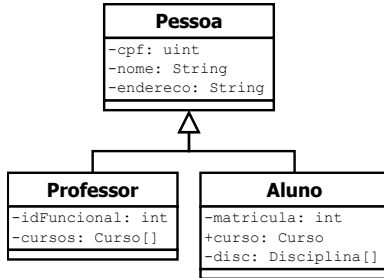 Pessoa
-cpf: uint
-nome: String
-endereco: String
Professor
-idFuncional: int
-cursos: Curso[]
Aluno
-matricula: int
+curso: Curso
-disc: Disciplina[]